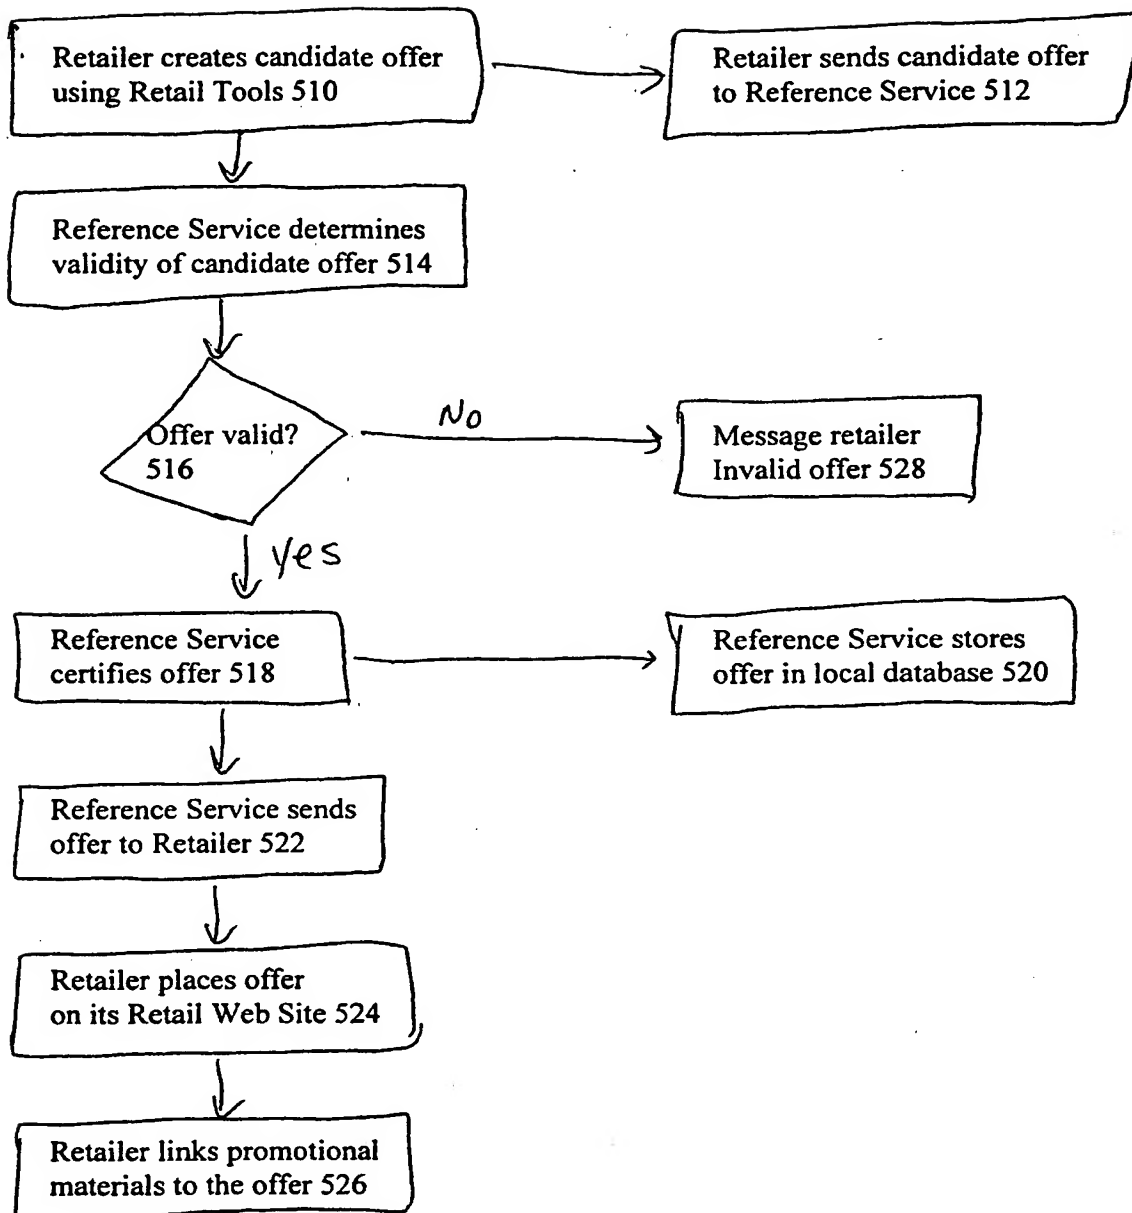 Retailer creates candidate offer
using Retail Tools 510
Retailer sends candidate offer
to Reference Service 512
Reference Service determines
validity of candidate offer 514
Offer valid?
516
No
Message retailer
Invalid offer 528
Yes
Reference Service
certifies offer 518
Reference Service stores
offer in local database 520
Reference Service sends
offer to Retailer 522
Retailer places offer
on its Retail Web Site 524
Retailer links promotional
materials to the offer 526